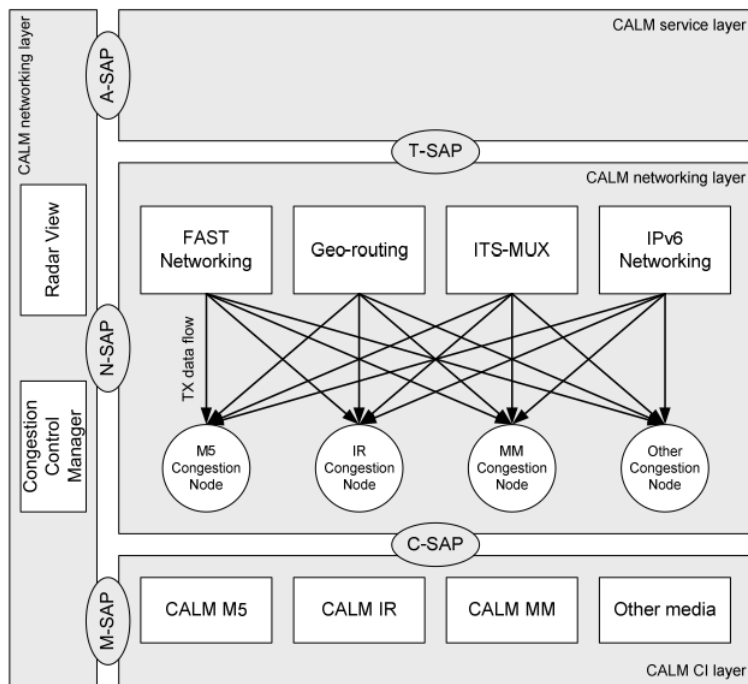 CALM networking layer
A-SAP
CALM service layer
T-SAP
CALM networking layer
Radar View
N-SAP
Congestion
Control
Manager
FAST
Networking
Geo-routing
ITS-MUX
IPv6
Networking
TX data flow
M5
Congestion
Node
IR
Congestion
Node
MM
Congestion
Node
Other
Congestion
Node
C-SAP
M-SAP
CALM M5
CALM IR
CALM MM
Other media
CALM CI layer